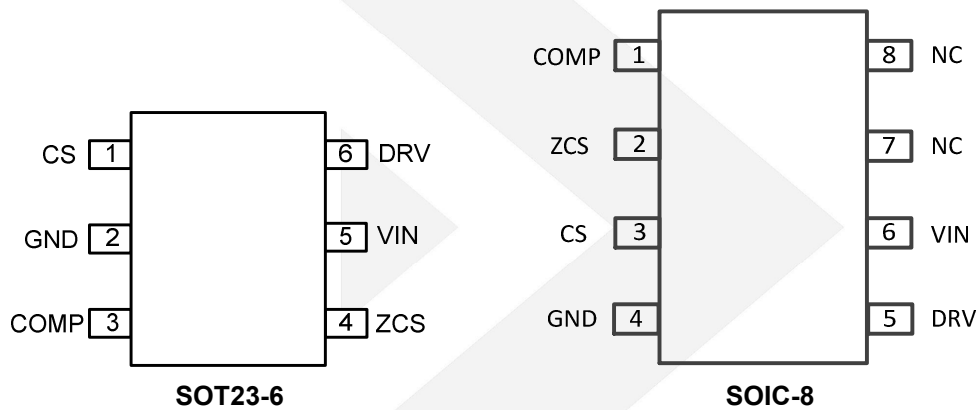 CS 1
GND 2
COMP 3
6 DRV
5 VIN
4 ZCS
SOT23-6
COMP 1
ZCS 2
CS 3
GND 4
8 NC
7 NC
6 VIN
5 DRV
SOIC-8